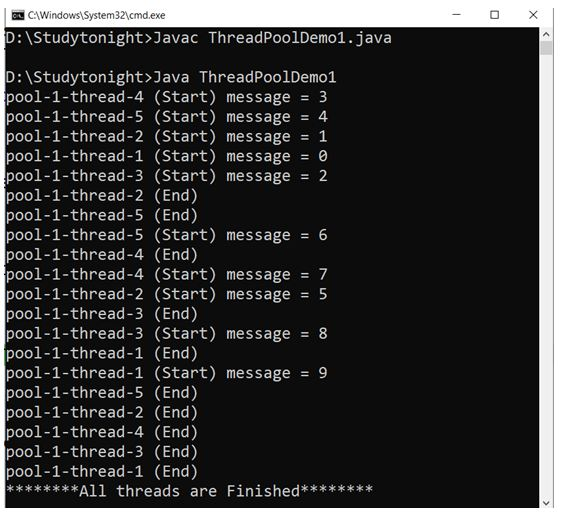 C:\Windows\System32\cmd.exe
D:\Studytonight>Javac ThreadPoolDemo1.java
D:\Studytonight>Java ThreadPoolDemo1
pool-1-thread-4 (Start) message = 3
pool-1-thread-5 (Start) message = 4
pool-1-thread-2 (Start) message = 1
pool-1-thread-1 (Start) message = 0
pool-1-thread-3 (Start) message = 2
pool-1-thread-2 (End)
pool-1-thread-5 (End)
pool-1-thread-5 (Start) message = 6
pool-1-thread-4 (End)
pool-1-thread-4 (Start) message = 7
pool-1-thread-2 (Start) message = 5
pool-1-thread-3 (End)
pool-1-thread-3 (Start) message = 8
pool-1-thread-1 (End)
pool-1-thread-1 (Start) message = 9
pool-1-thread-5 (End)
pool-1-thread-2 (End)
pool-1-thread-4 (End)
pool-1-thread-3 (End)
pool-1-thread-1 (End)
********All threads are Finished********